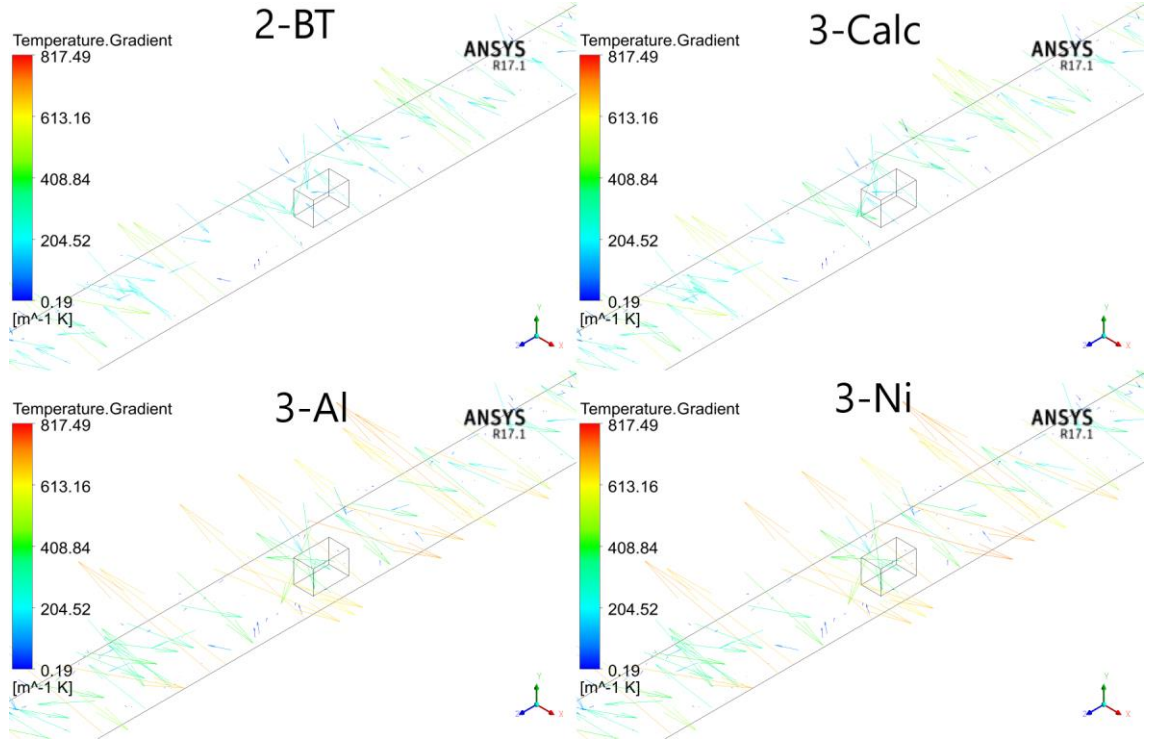 2-BT
Temperature.Gradient
817.49
613.16
408.84
204.52
0.19
[m^-1 K]
ANSYS
R17.1
Y
Z
X
3-Calc
Temperature.Gradient
817.49
613.16
408.84
204.52
0.19
[m^-1 K]
ANSYS
R17.1
Y
Z
X
3-Al
Temperature.Gradient
817.49
613.16
408.84
204.52
0.19
[m^-1 K]
ANSYS
R17.1
Y
Z
X
3-Ni
Temperature.Gradient
817.49
613.16
408.84
204.52
0.19
[m^-1 K]
ANSYS
R17.1
Y
Z
X